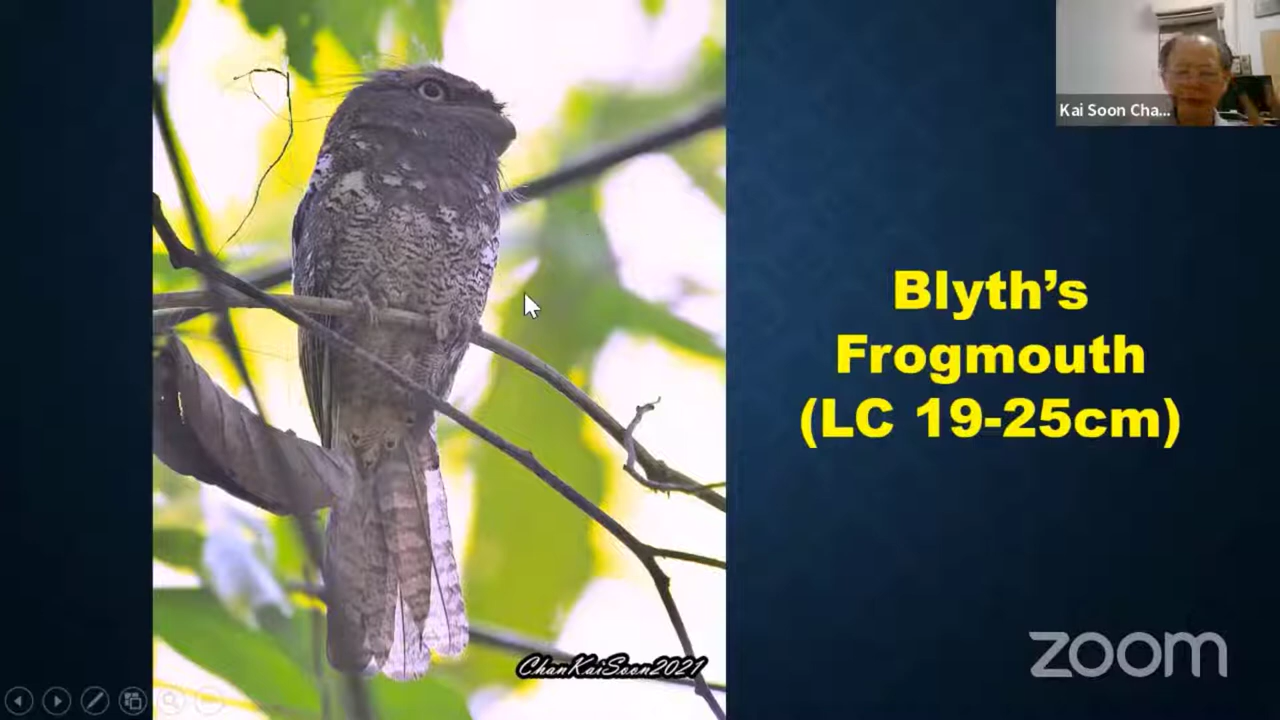 Kai Soon Cha...
Blyth's
Frogmouth
(LC 19-25cm)
ChanKaiSoon2021
zoom